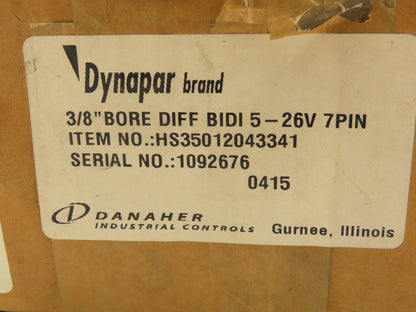 Dynapar brand
3/8"BORE DIFF BIDI 5-26V 7PIN
ITEM NO.:HS35012043341
SERIAL NO.:1092676
0415
DANAHER
INDUSTRIAL CONTROLS Gurnee, Illinois